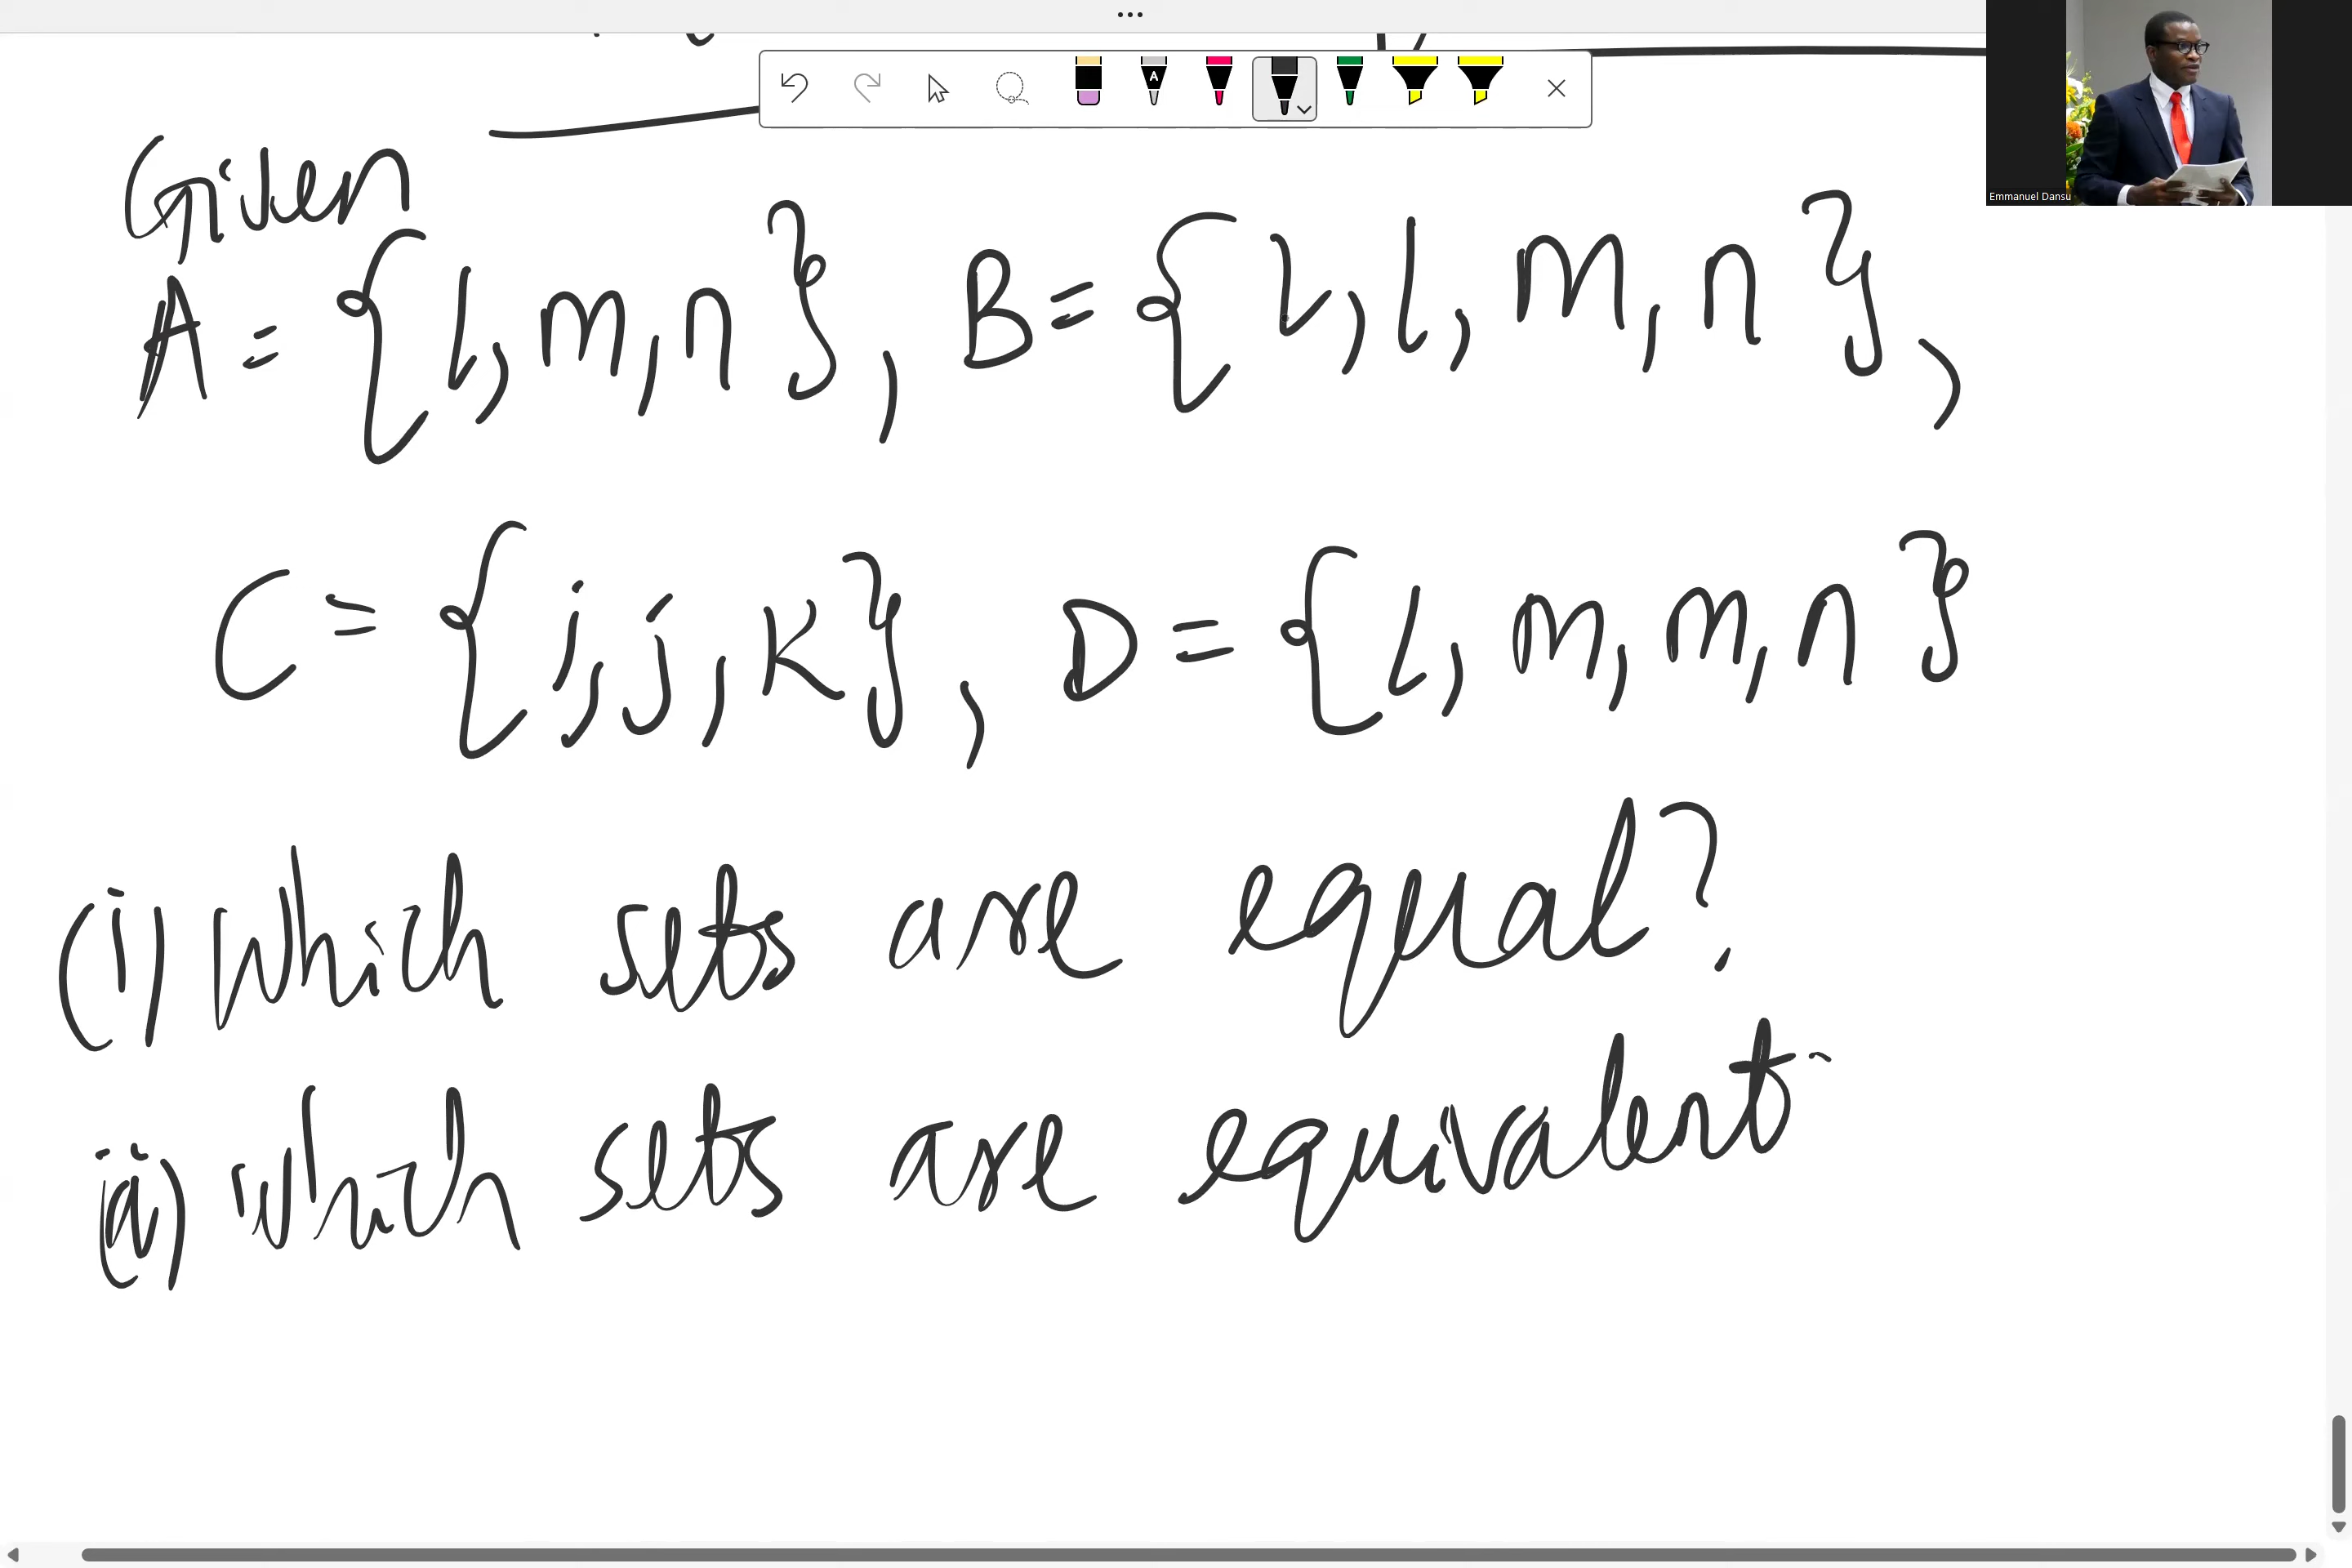 Emmanuel Dansu
Given
A = {l, m, n}, B = {l, l, m, n},
C = {i, j, k}, D = {l, m, m, n}
(i) which sets are equal?
(ii) which sets are equivalent